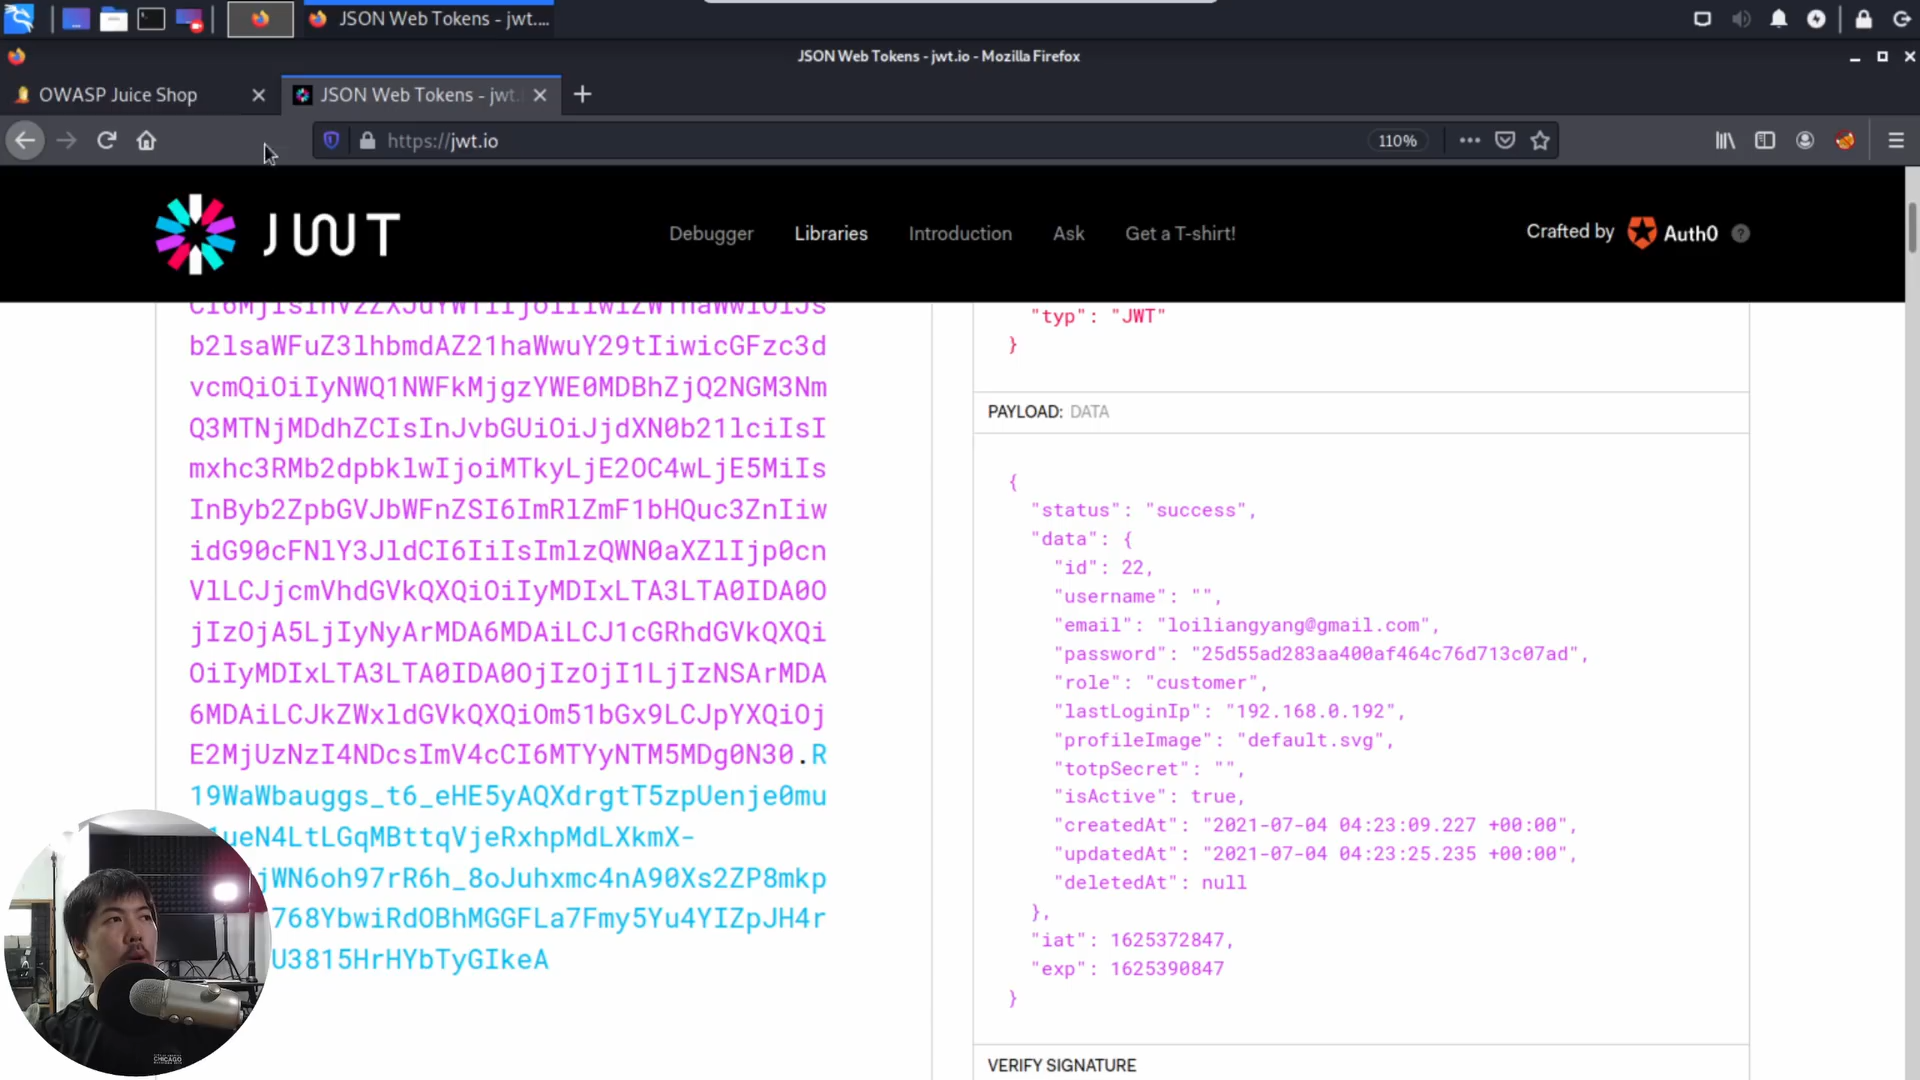 JSON Web Tokens - jwt....
JSON Web Tokens - jwt.io - Mozilla Firefox
OWASP Juice Shop
JSON Web Tokens - jwt.
https://jwt.io
110%
JWT
Debugger
Libraries
Introduction
Ask
Get a T-shirt!
Crafted by Auth0
b2lsaWFuZ3lhbmdAZ21haWwuY29tIiwicGFzc3d
vcmQiOiIyNWQ1NWFkMjgzYWE0MDBhZjQ2NGM3Nm
Q3MTNjMDdhZCIsInJvbGUiOiJjdXN0b21lciIsI
mxhc3RMb2dpbklwIjoiMTkyLjE2OC4wLjE5MiIs
InByb2ZpbGVJbWFnZSI6ImRlZmF1bHQuc3ZnIiw
idG90cFNlY3JldCI6IiIsImlzQWN0aXZlIjp0cn
VlLCJjcmVhdGVkQXQiOiIyMDIxLTA3LTA0IDA0O
jIzOjA5LjIyNyArMDA6MDAiLCJ1cGRhdGVkQXQi
OiIyMDIxLTA3LTA0IDA0OjIzOjI1LjIzNSArMDA
6MDAiLCJkZWxldGVkQXQiOm51bGx9LCJpYXQiOj
E2MjUzNzI4NDcsImV4cCI6MTYyNTM5MDg0N30.R
19WaWbauggs_t6_eHE5yAQXdrgtT5zpUenje0mu
ueN4LtLGqMBttqVjeRxhpMdLXkmX-
jWN6oh97rR6h_8oJuhxmc4nA90Xs2ZP8mkp
768YbwiRdOBhMGGFLa7Fmy5Yu4YIZpJH4r
U3815HrHYbTyGIkeA
"typ": "JWT"
}
PAYLOAD: DATA
{
"status": "success",
"data": {
"id": 22,
"username": "",
"email": "loiliangyang@gmail.com",
"password": "25d55ad283aa400af464c76d713c07ad",
"role": "customer",
"lastLoginIp": "192.168.0.192",
"profileImage": "default.svg",
"totpSecret": "",
"isActive": true,
"createdAt": "2021-07-04 04:23:09.227 +00:00",
"updatedAt": "2021-07-04 04:23:25.235 +00:00",
"deletedAt": null
},
"iat": 1625372847,
"exp": 1625390847
}
VERIFY SIGNATURE
CHICAGO